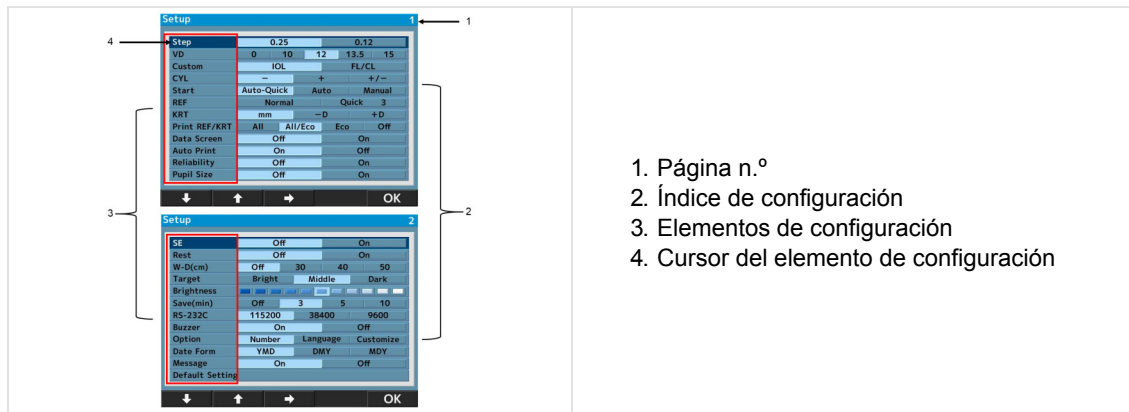 Setup 1
1
4
Step 0.25 0.12
VD 0 10 12 13.5 15
Custom IOL FL/CL
CYL − + +/−
Start Auto-Quick Auto Manual
REF Normal Quick 3
KRT mm −D +D
Print REF/KRT All All/Eco Eco Off
Data Screen Off On
Auto Print On Off
Reliability Off On
Pupil Size Off On
OK
3
2
Setup 2
SE Off On
Rest Off On
W-D(cm) Off 30 40 50
Target Bright Middle Dark
Brightness
Save(min) Off 3 5 10
RS-232C 115200 38400 9600
Buzzer On Off
Option Number Language Customize
Date Form YMD DMY MDY
Message On Off
Default Setting
OK
1. Página n.º
2. Índice de configuración
3. Elementos de configuración
4. Cursor del elemento de configuración